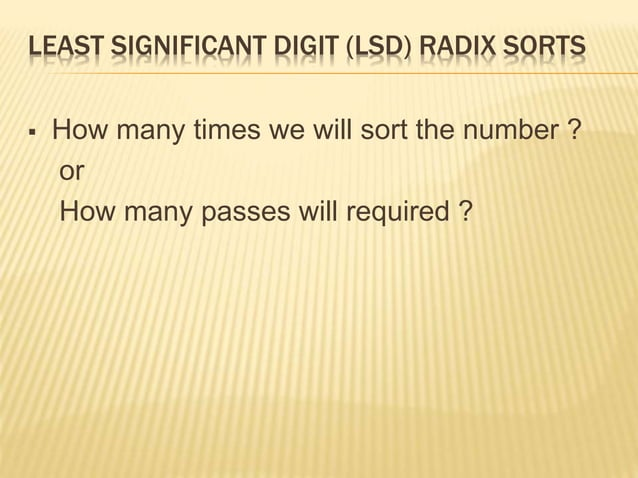 LEAST SIGNIFICANT DIGIT (LSD) RADIX SORTS
▪ How many times we will sort the number ?
or
How many passes will required ?